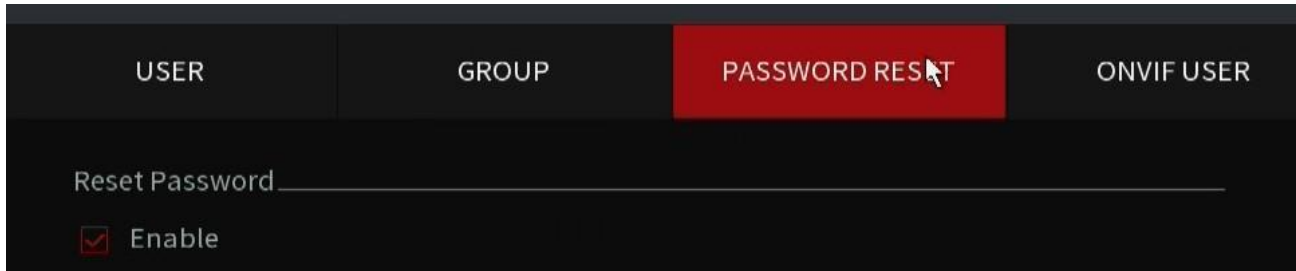 USER GROUP PASSWORD RESET ONVIF USER
Reset Password
Enable